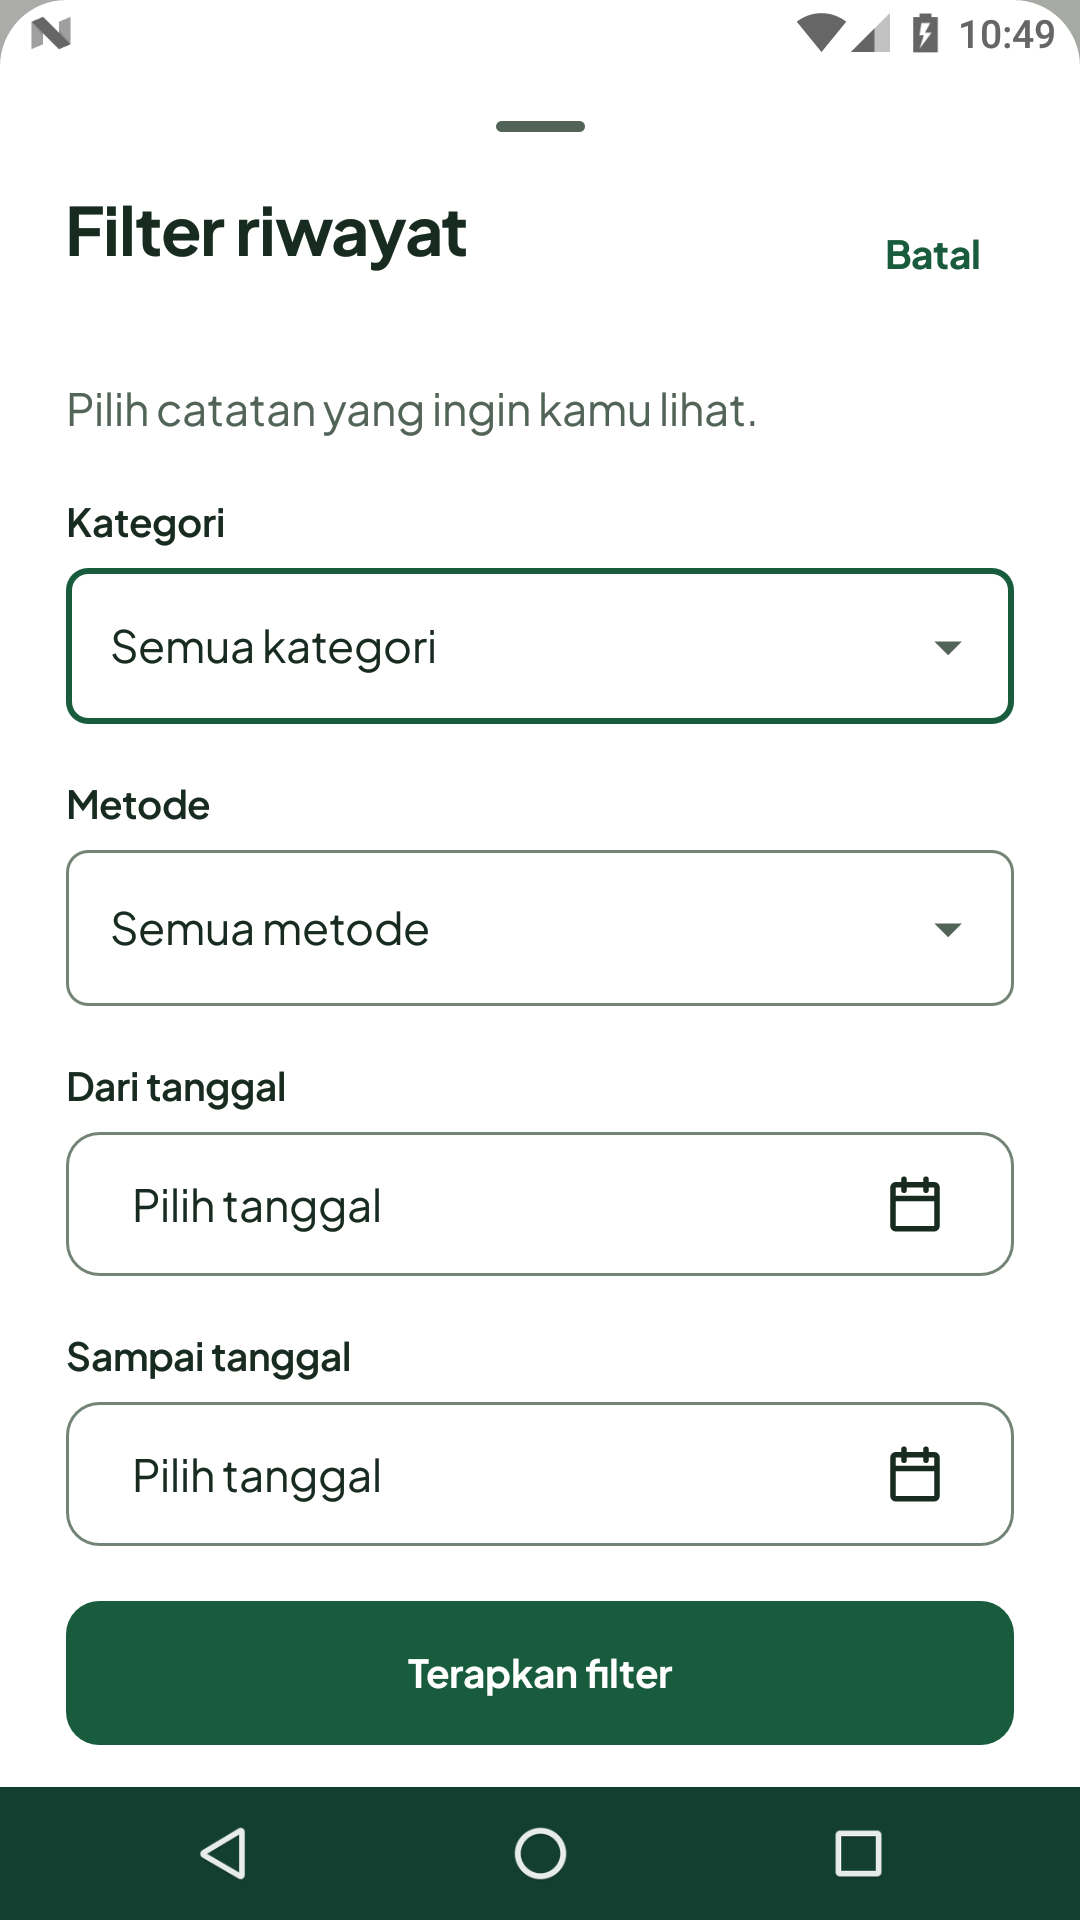 10:49
Filter riwayat
Batal
Pilih catatan yang ingin kamu lihat.
Kategori
Semua kategori
Metode
Semua metode
Dari tanggal
Pilih tanggal
Sampai tanggal
Pilih tanggal
Terapkan filter